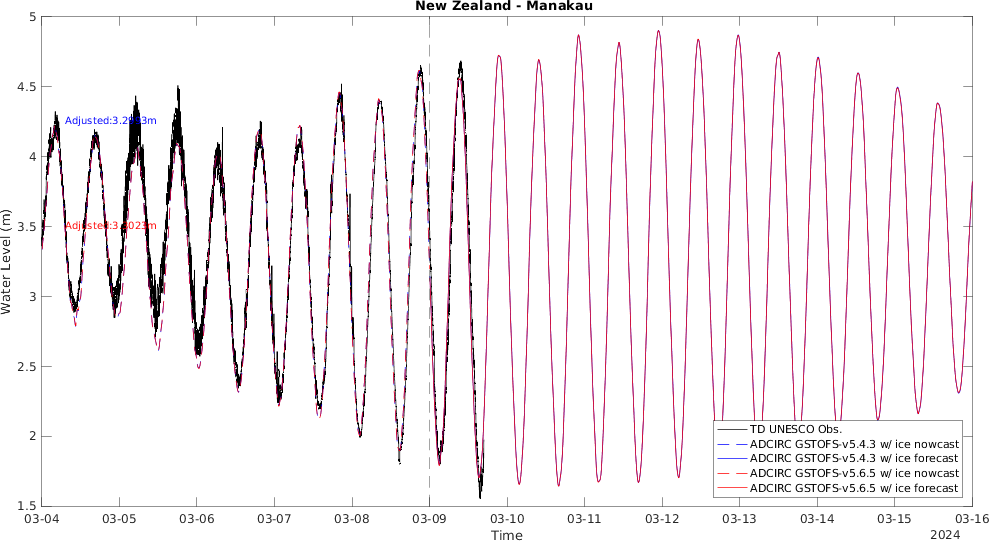 New Zealand - Manakau
5
4.5
4
3.5
3
2.5
2
1.5
Water Level (m)
Adjusted:
Adjusted:
TD UNESCO Obs.
ADCIRC GSTOFS-v5.4.3 w/ ice nowcast
ADCIRC GSTOFS-v5.4.3 w/ ice forecast
ADCIRC GSTOFS-v5.6.5 w/ ice nowcast
ADCIRC GSTOFS-v5.6.5 w/ ice forecast
03-04 03-05 03-06 03-07 03-08 03-09 03-10 03-11 03-12 03-13 03-14 03-15 03-16
Time
2024